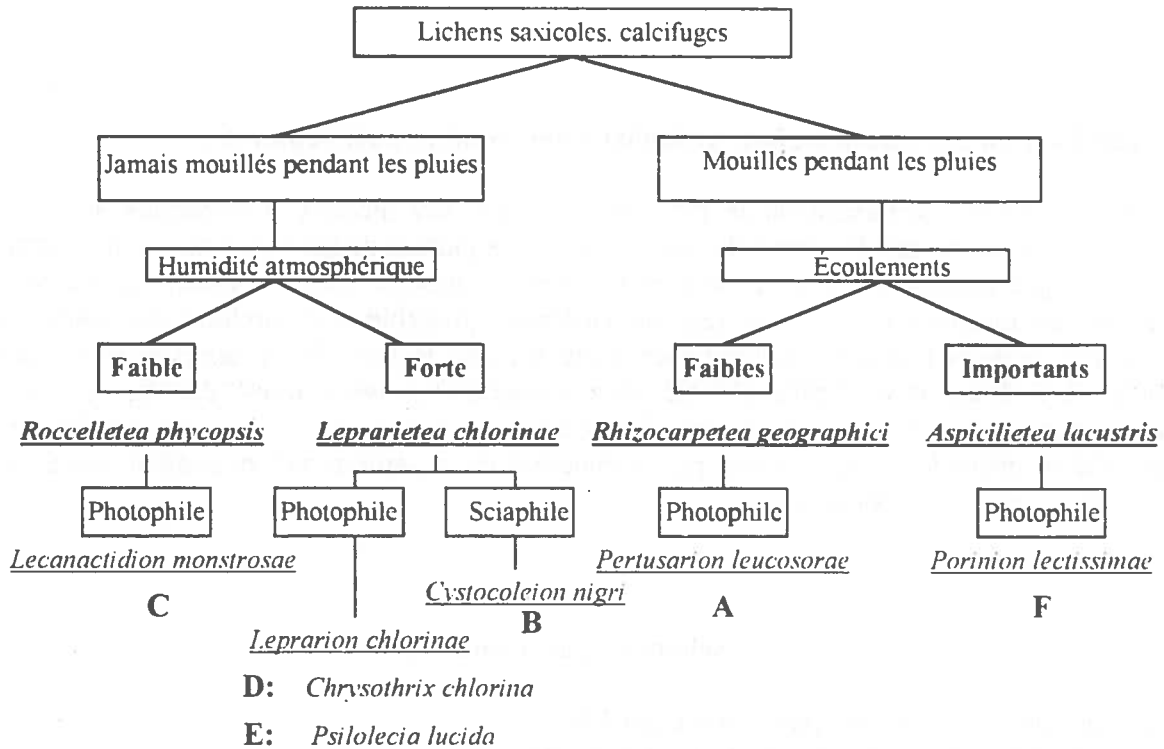 Lichens saxicoles, calcifuges
Jamais mouillés pendant les pluies
Mouillés pendant les pluies
Humidité atmosphérique
Écoulements
Faible
Forte
Faibles
Importants
Roccelletea phycopsis
Leprarietea chlorinae
Rhizocarpetea geographici
Aspicilietea lacustris
Photophile
Photophile
Sciaphile
Photophile
Photophile
Lecanactidion monstrosae
Cystocoleion nigri
Pertusarion leucosorae
Porinion lectissimae
C
B
A
F
Leprarion chlorinae
D: Chrysothrix chlorina
E: Psilolecia lucida